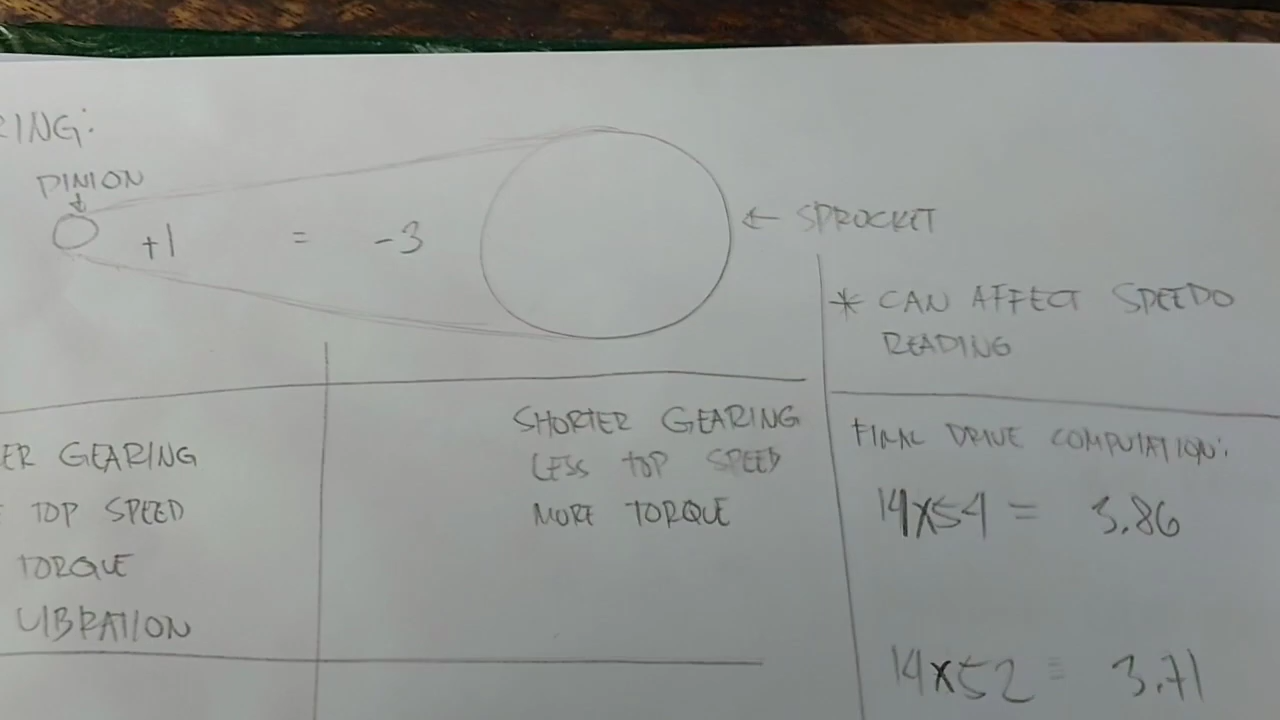 RING:
PINION
+1 = -3
← SPROCKET
* CAN AFFECT SPEEDO
READING
ER GEARING
TOP SPEED
TORQUE
VIBRATION
SHORTER GEARING
LESS TOP SPEED
MORE TORQUE
FINAL DRIVE COMPUTATION:
14x54 = 3.86
14x52 = 3.71